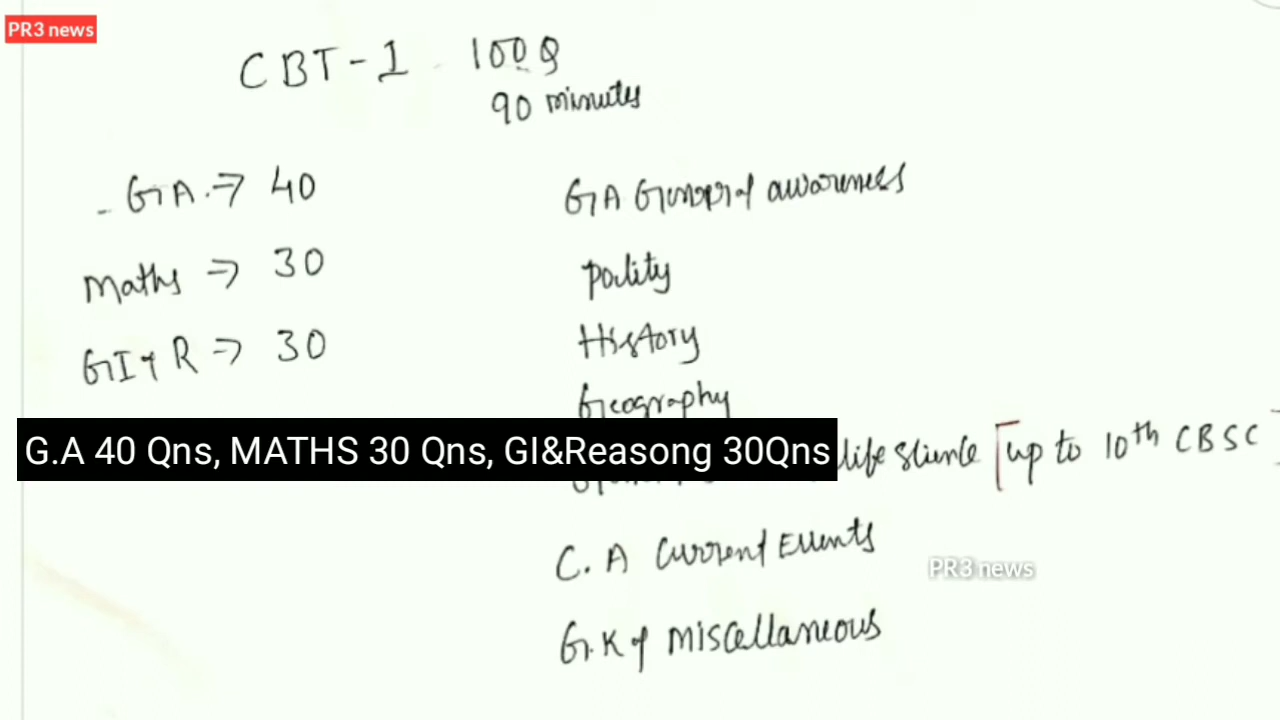 PR3 news
CBT-1 100Q
90 minutes
GA. => 40
Maths => 30
GI & R => 30
GA General awareness
Polity
History
Geography
G.A 40 Qns, MATHS 30 Qns, GI&Reasong 30Qns
life Science [up to 10th CBSC]
C.A Current Events
PR3 news
G.K & Miscellaneous